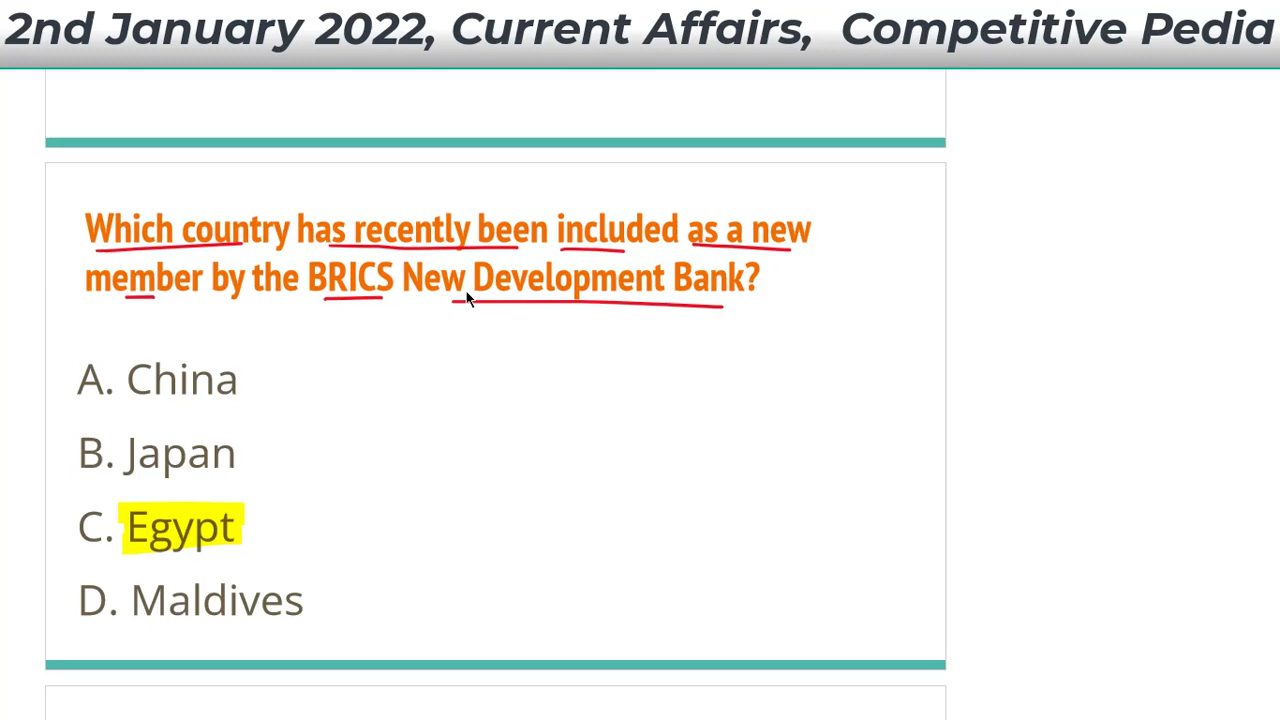 2nd January 2022, Current Affairs, Competitive Pedia
Which country has recently been included as a new
member by the BRICS New Development Bank?
A. China
B. Japan
C. Egypt
D. Maldives